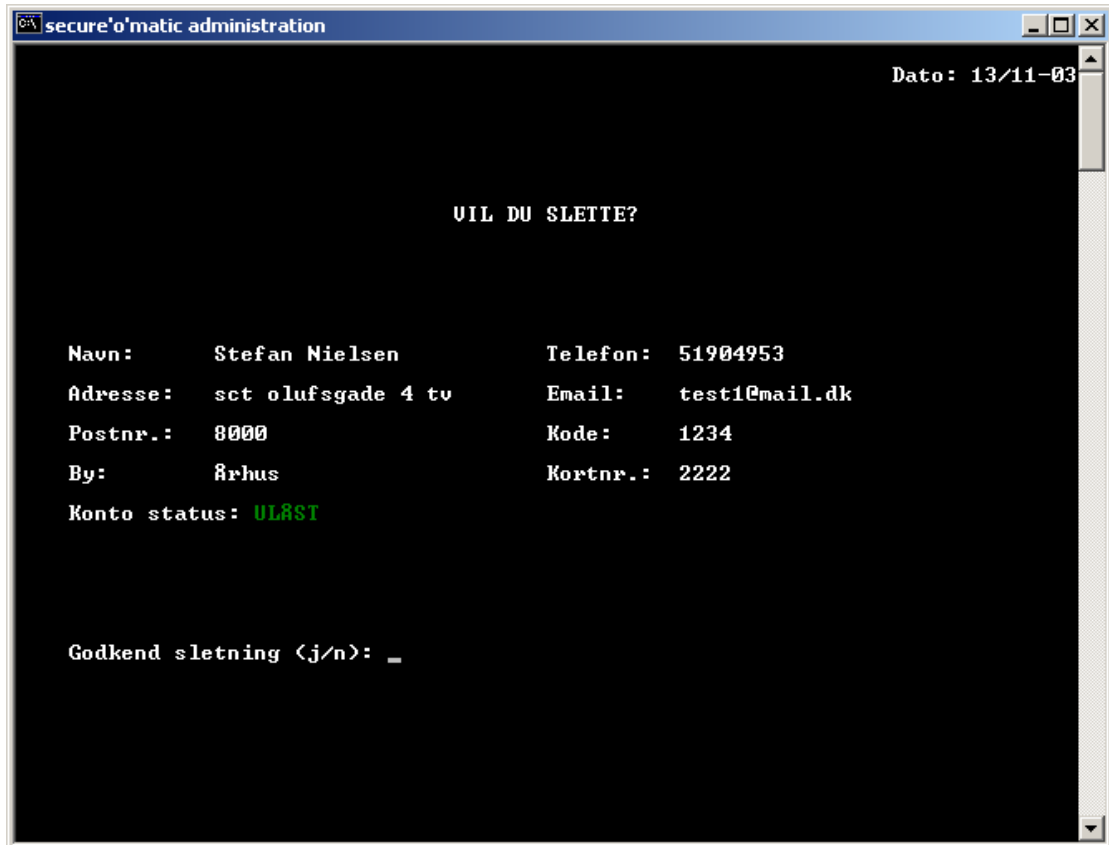 secure'o'matic administration
Dato: 13/11-03
VIL DU SLETTE?
Navn: Stefan Nielsen Telefon: 51904953
Adresse: sct olufsgade 4 tv Email: test1@mail.dk
Postnr.: 8000 Kode: 1234
By: Århus Kortnr.: 2222
Konto status: ULÅST
Godkend sletning (j/n): _